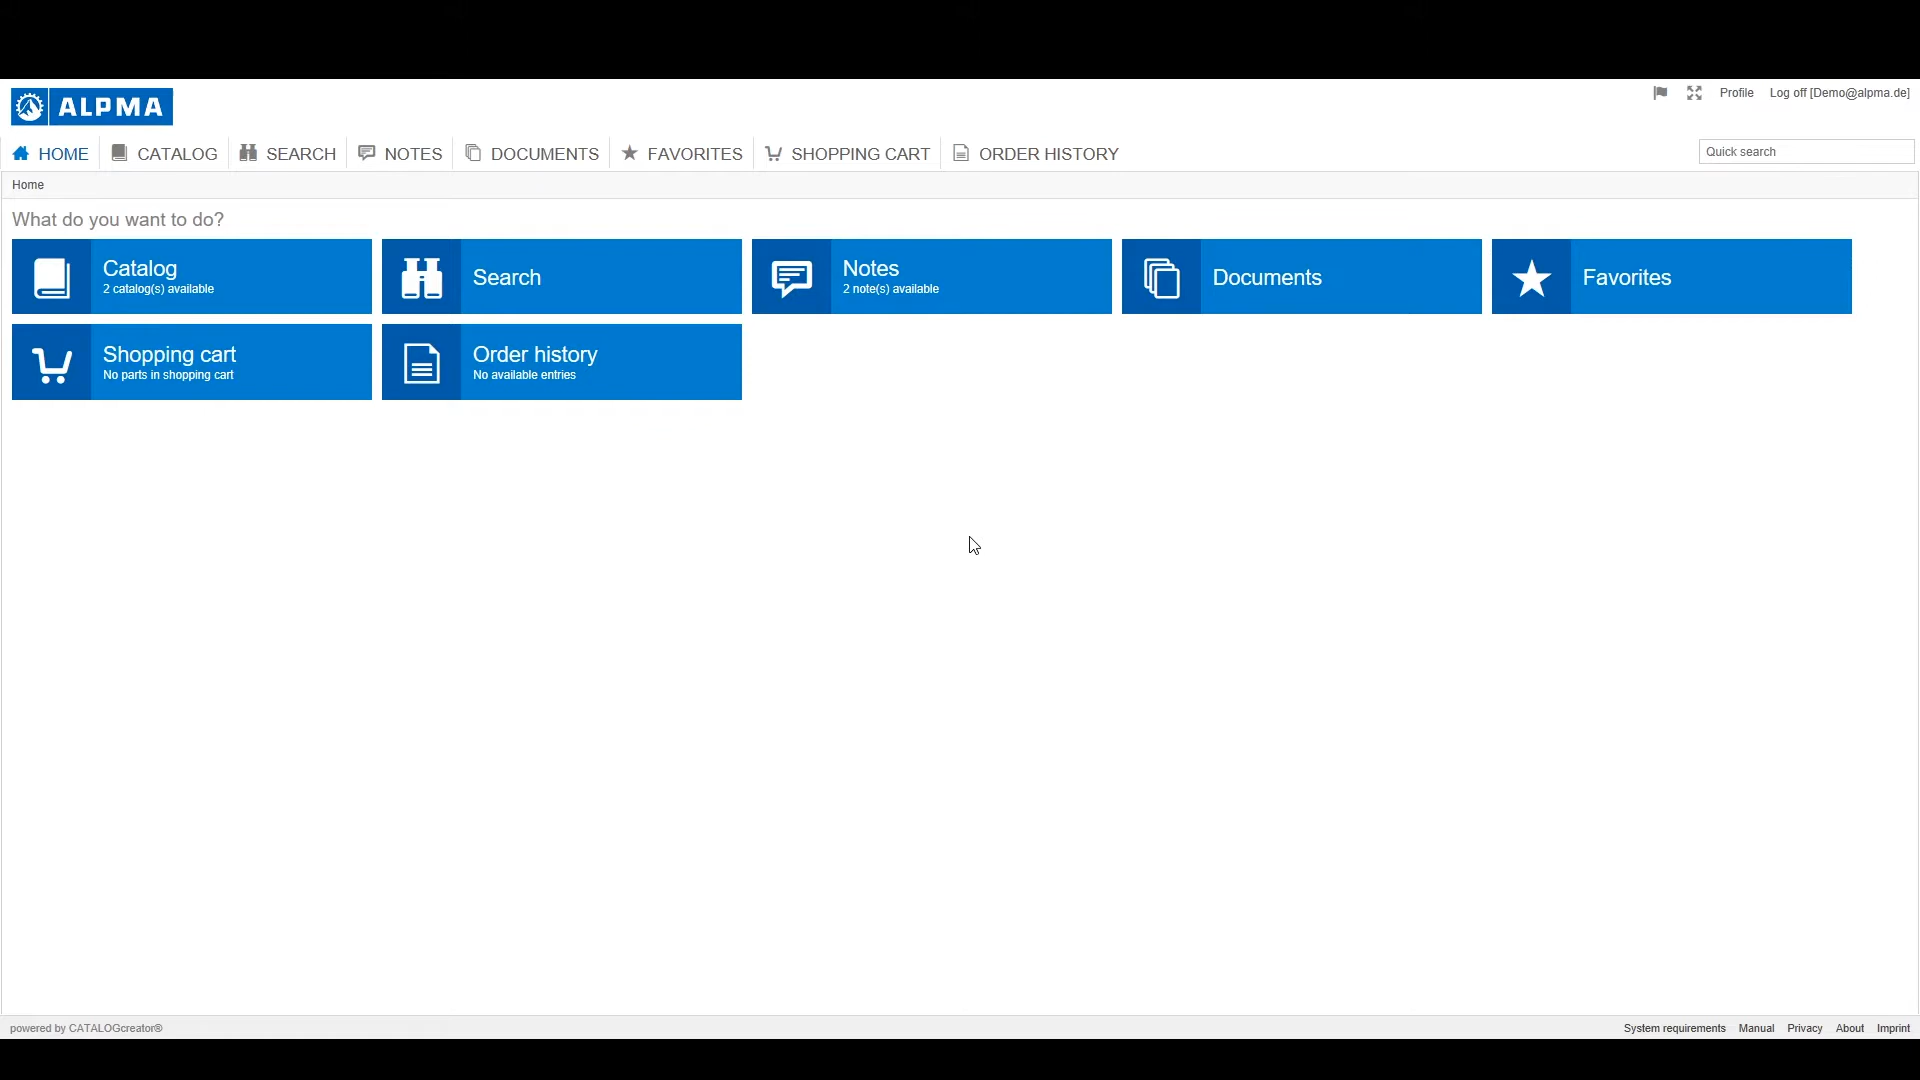 ALPMA
Profile
Log off [Demo@alpma.de]
HOME
CATALOG
SEARCH
NOTES
DOCUMENTS
FAVORITES
SHOPPING CART
ORDER HISTORY
Quick search
Home
What do you want to do?
Catalog
2 catalog(s) available
Search
Notes
2 note(s) available
Documents
Favorites
Shopping cart
No parts in shopping cart
Order history
No available entries
powered by CATALOGcreator®
System requirements
Manual
Privacy
About
Imprint